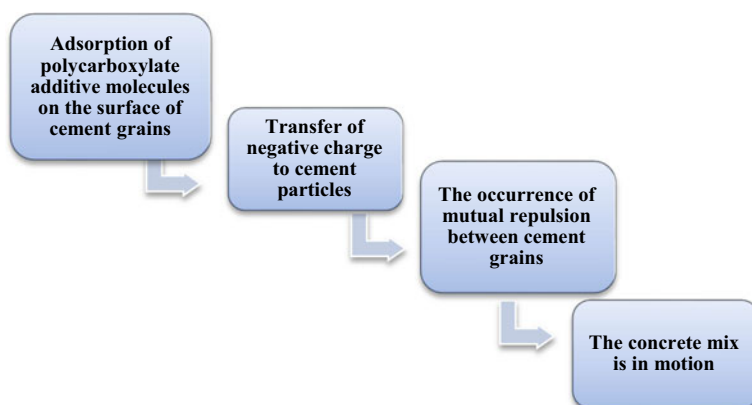 Adsorption of
polycarboxylate
additive molecules
on the surface of
cement grains
Transfer of
negative charge
to cement
particles
The occurrence of
mutual repulsion
between cement
grains
The concrete mix
is in motion